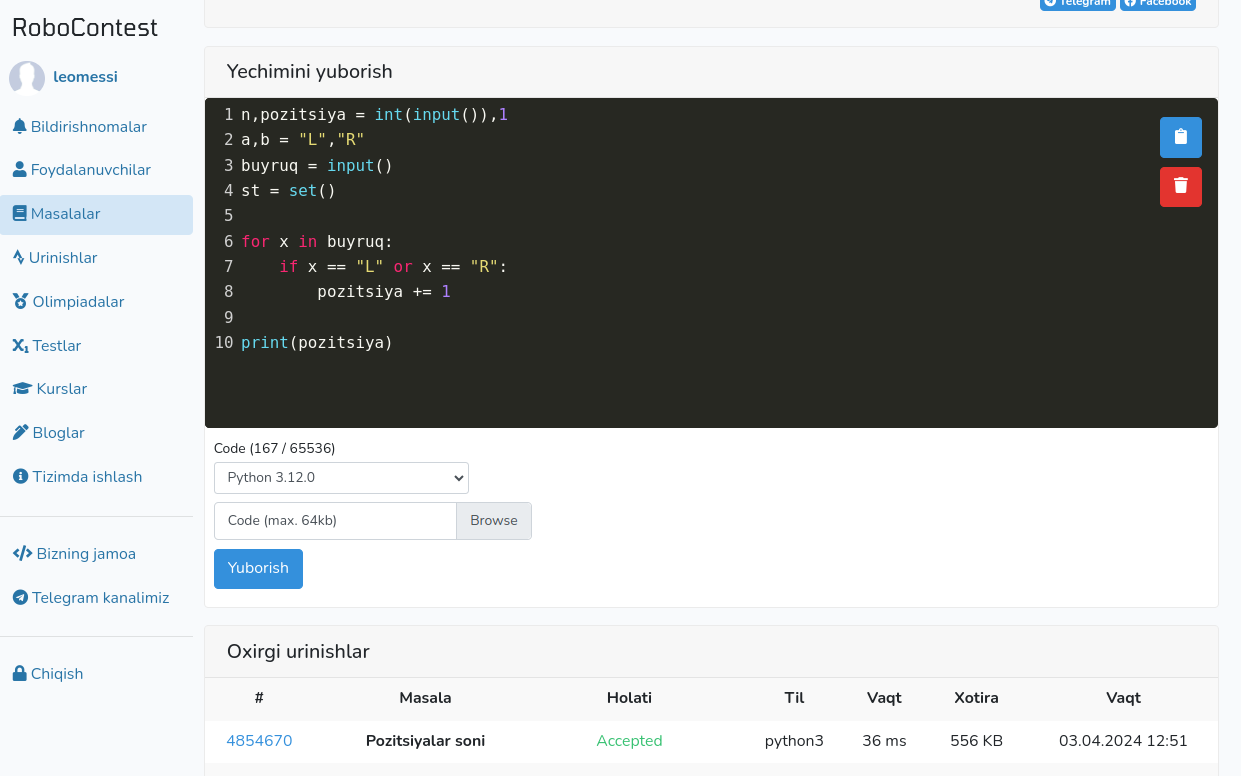 RoboContest
leomessi
Bildirishnomalar
Foydalanuvchilar
Masalalar
Urinishlar
Olimpiadalar
Testlar
Kurslar
Bloglar
Tizimda ishlash
Bizning jamoa
Telegram kanalimiz
Chiqish
Telegram Facebook
Yechimini yuborish
1 n,pozitsiya = int(input()),1
2 a,b = "L","R"
3 buyruq = input()
4 st = set()
5
6 for x in buyruq:
7     if x == "L" or x == "R":
8         pozitsiya += 1
9
10 print(pozitsiya)
Code (167 / 65536)
Python 3.12.0
Code (max. 64kb) Browse
Yuborish
Oxirgi urinishlar
# Masala Holati Til Vaqt Xotira Vaqt
4854670 Pozitsiyalar soni Accepted python3 36 ms 556 KB 03.04.2024 12:51